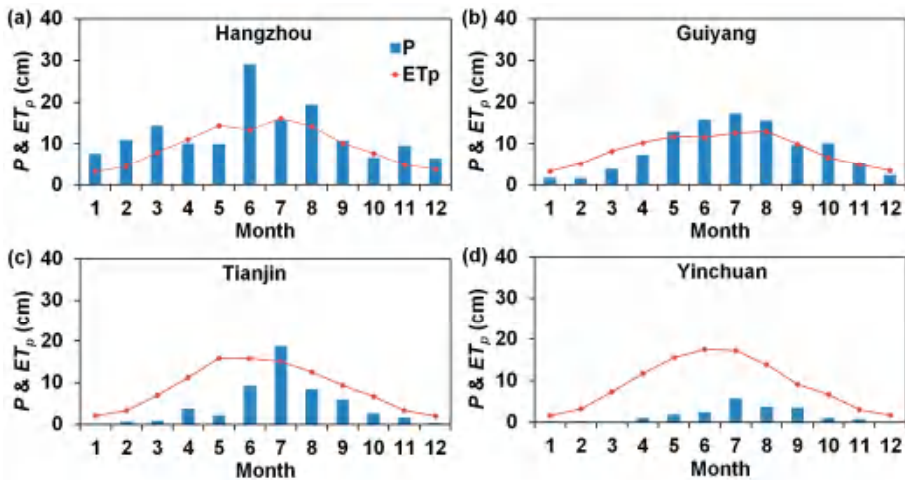 (a) 40
Hangzhou
P
ETp
30
20
10
0
P & ETp (cm)
1 2 3 4 5 6 7 8 9 10 11 12
Month
(b) 40
Guiyang
30
20
10
0
P & ETp (cm)
1 2 3 4 5 6 7 8 9 10 11 12
Month
(c) 40
Tianjin
30
20
10
0
P & ETp (cm)
1 2 3 4 5 6 7 8 9 10 11 12
Month
(d) 40
Yinchuan
30
20
10
0
P & ETp (cm)
1 2 3 4 5 6 7 8 9 10 11 12
Month